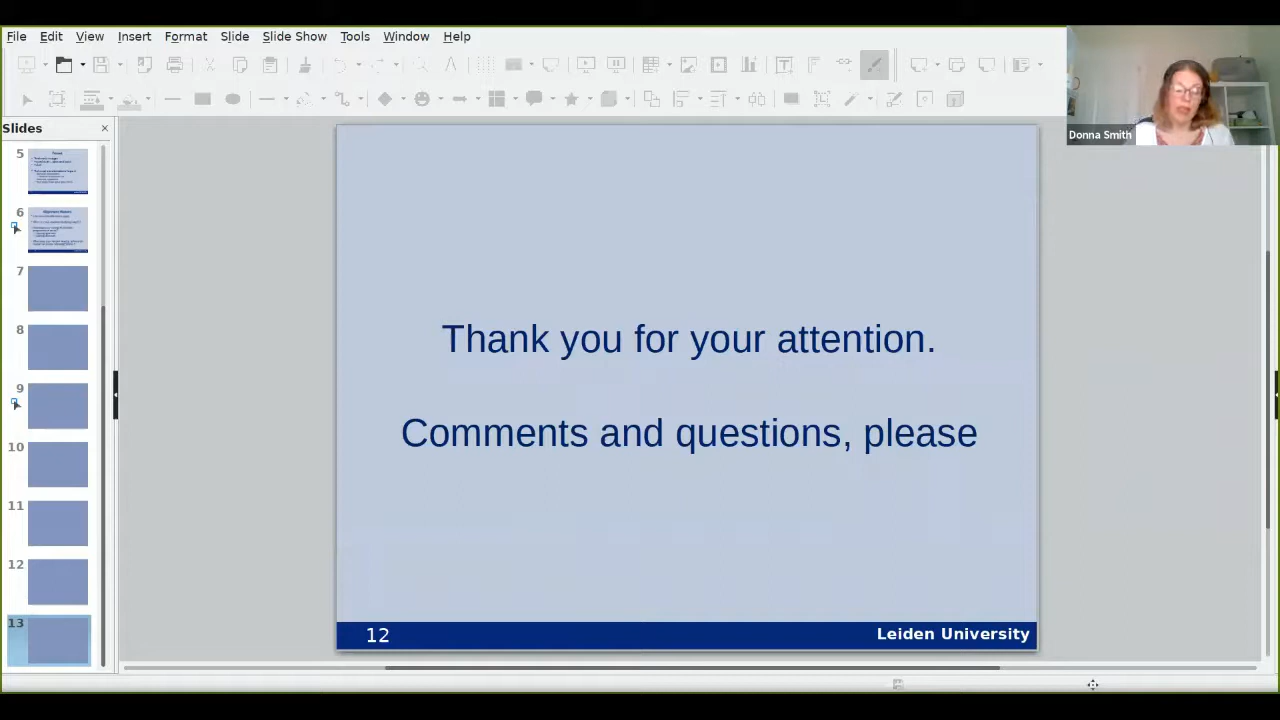 File Edit View Insert Format Slide Slide Show Tools Window Help
Donna Smith
Slides
5
6
7
8
9
10
11
12
13
Thank you for your attention.
Comments and questions, please
12 Leiden University